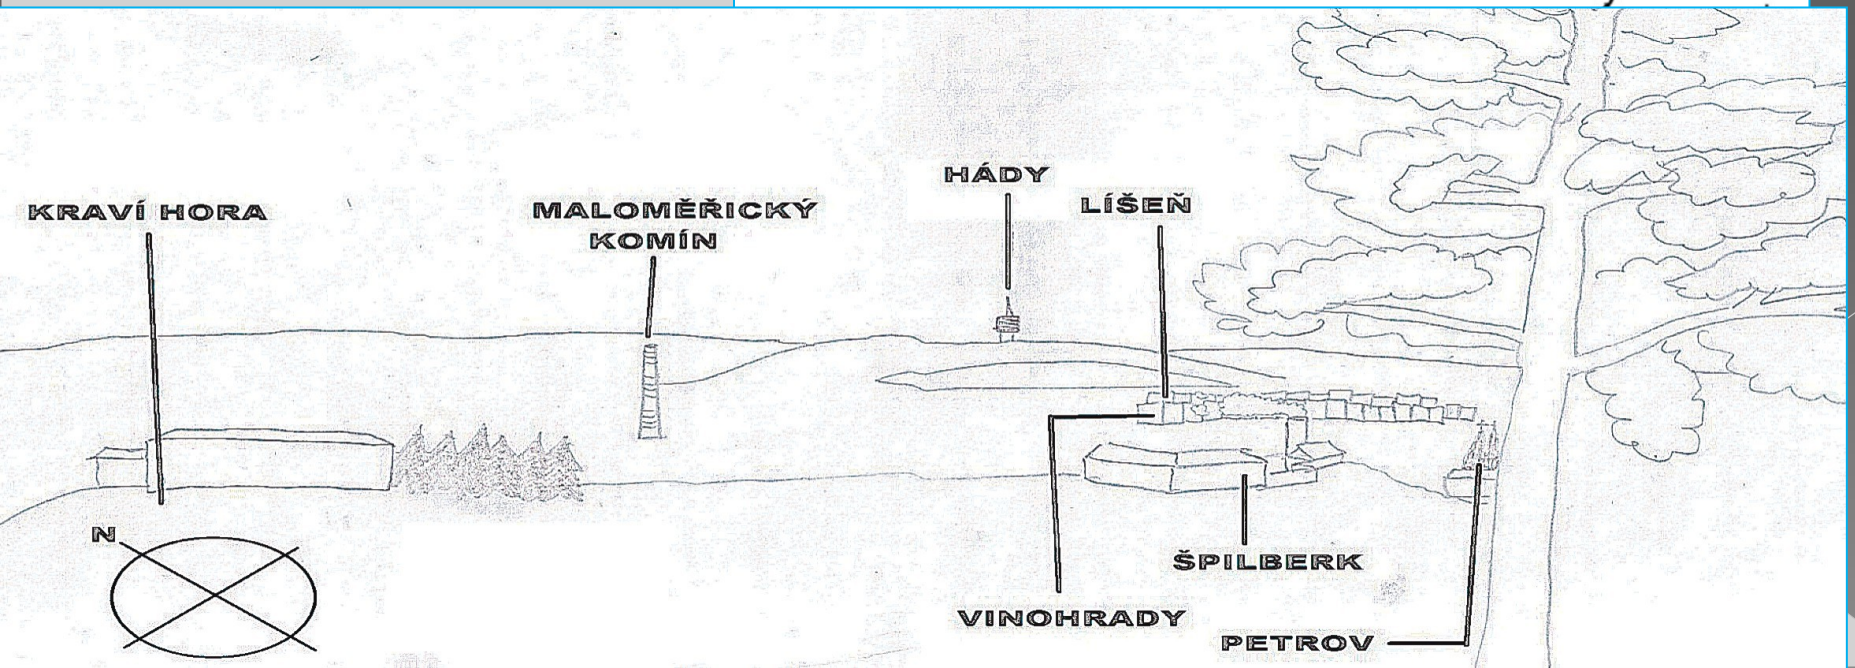 HÁDY
LÍŠEŇ
KRAVÍ HORA
MALOMĚŘICKÝ
KOMÍN
N
ŠPILBERK
VINOHRADY
PETROV